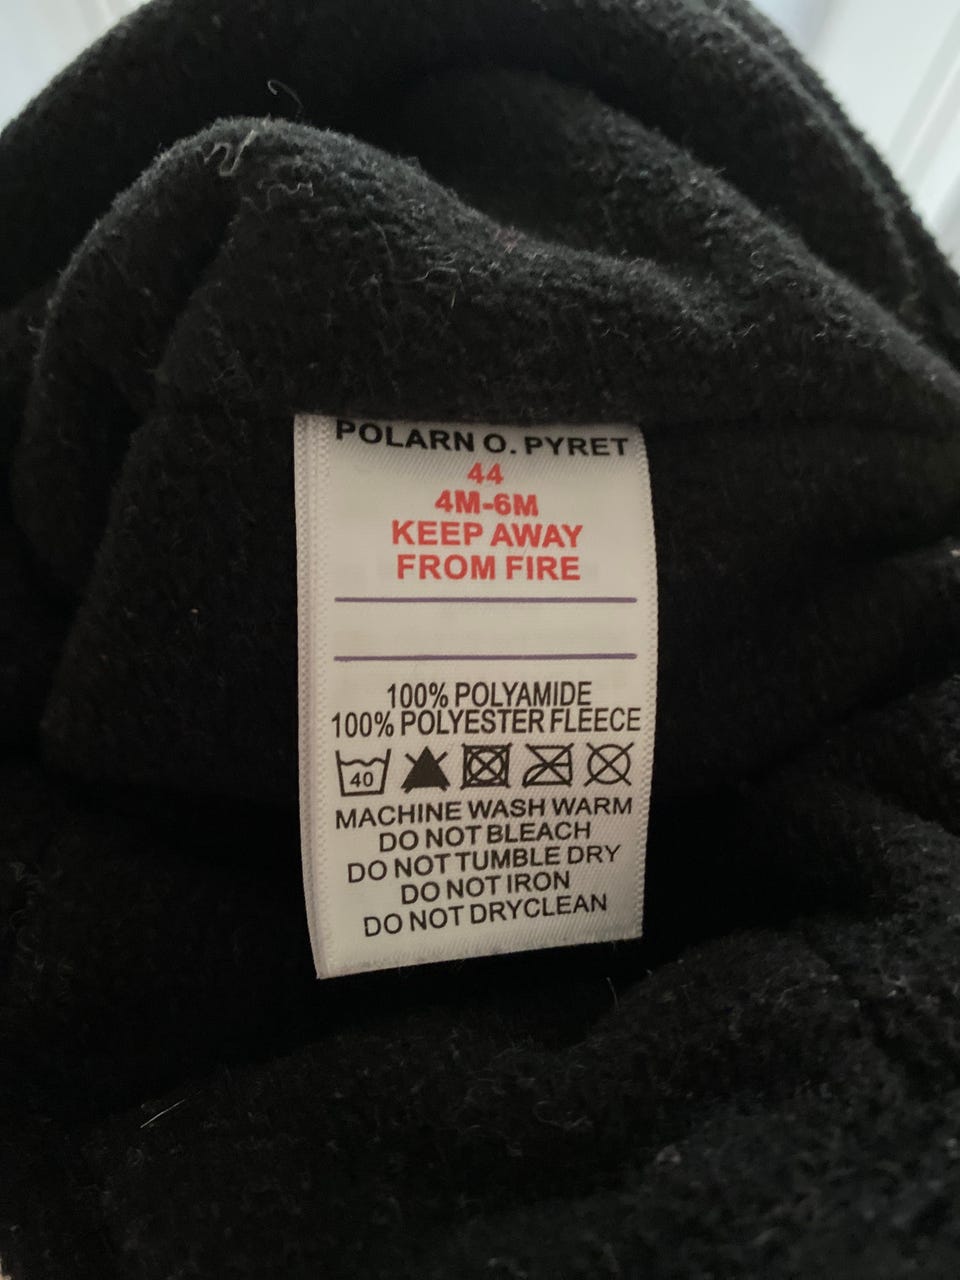 POLARN O. PYRET
44
4M-6M
KEEP AWAY
FROM FIRE
100% POLYAMIDE
100% POLYESTER FLEECE
40
MACHINE WASH WARM
DO NOT BLEACH
DO NOT TUMBLE DRY
DO NOT IRON
DO NOT DRYCLEAN